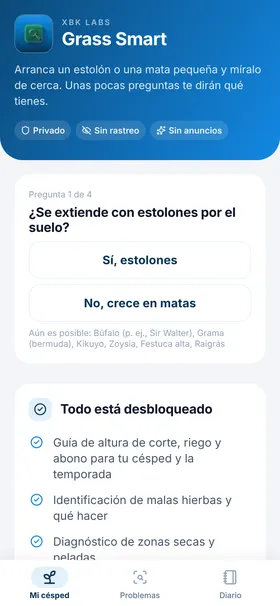 XBK LABS
Grass Smart
Arranca un estolón o una mata pequeña y míralo
de cerca. Unas pocas preguntas te dirán qué
tienes.
Privado
Sin rastreo
Sin anuncios
Pregunta 1 de 4
¿Se extiende con estolones por el
suelo?
Sí, estolones
No, crece en matas
Aún es posible: Búfalo (p. ej., Sir Walter), Grama
(bermuda), Kikuyo, Zoysia, Festuca alta, Raigrás
Todo está desbloqueado
Guía de altura de corte, riego y
abono para tu césped y la
temporada
Identificación de malas hierbas y
qué hacer
Diagnóstico de zonas secas y
peladas
Mi césped
Problemas
Diario